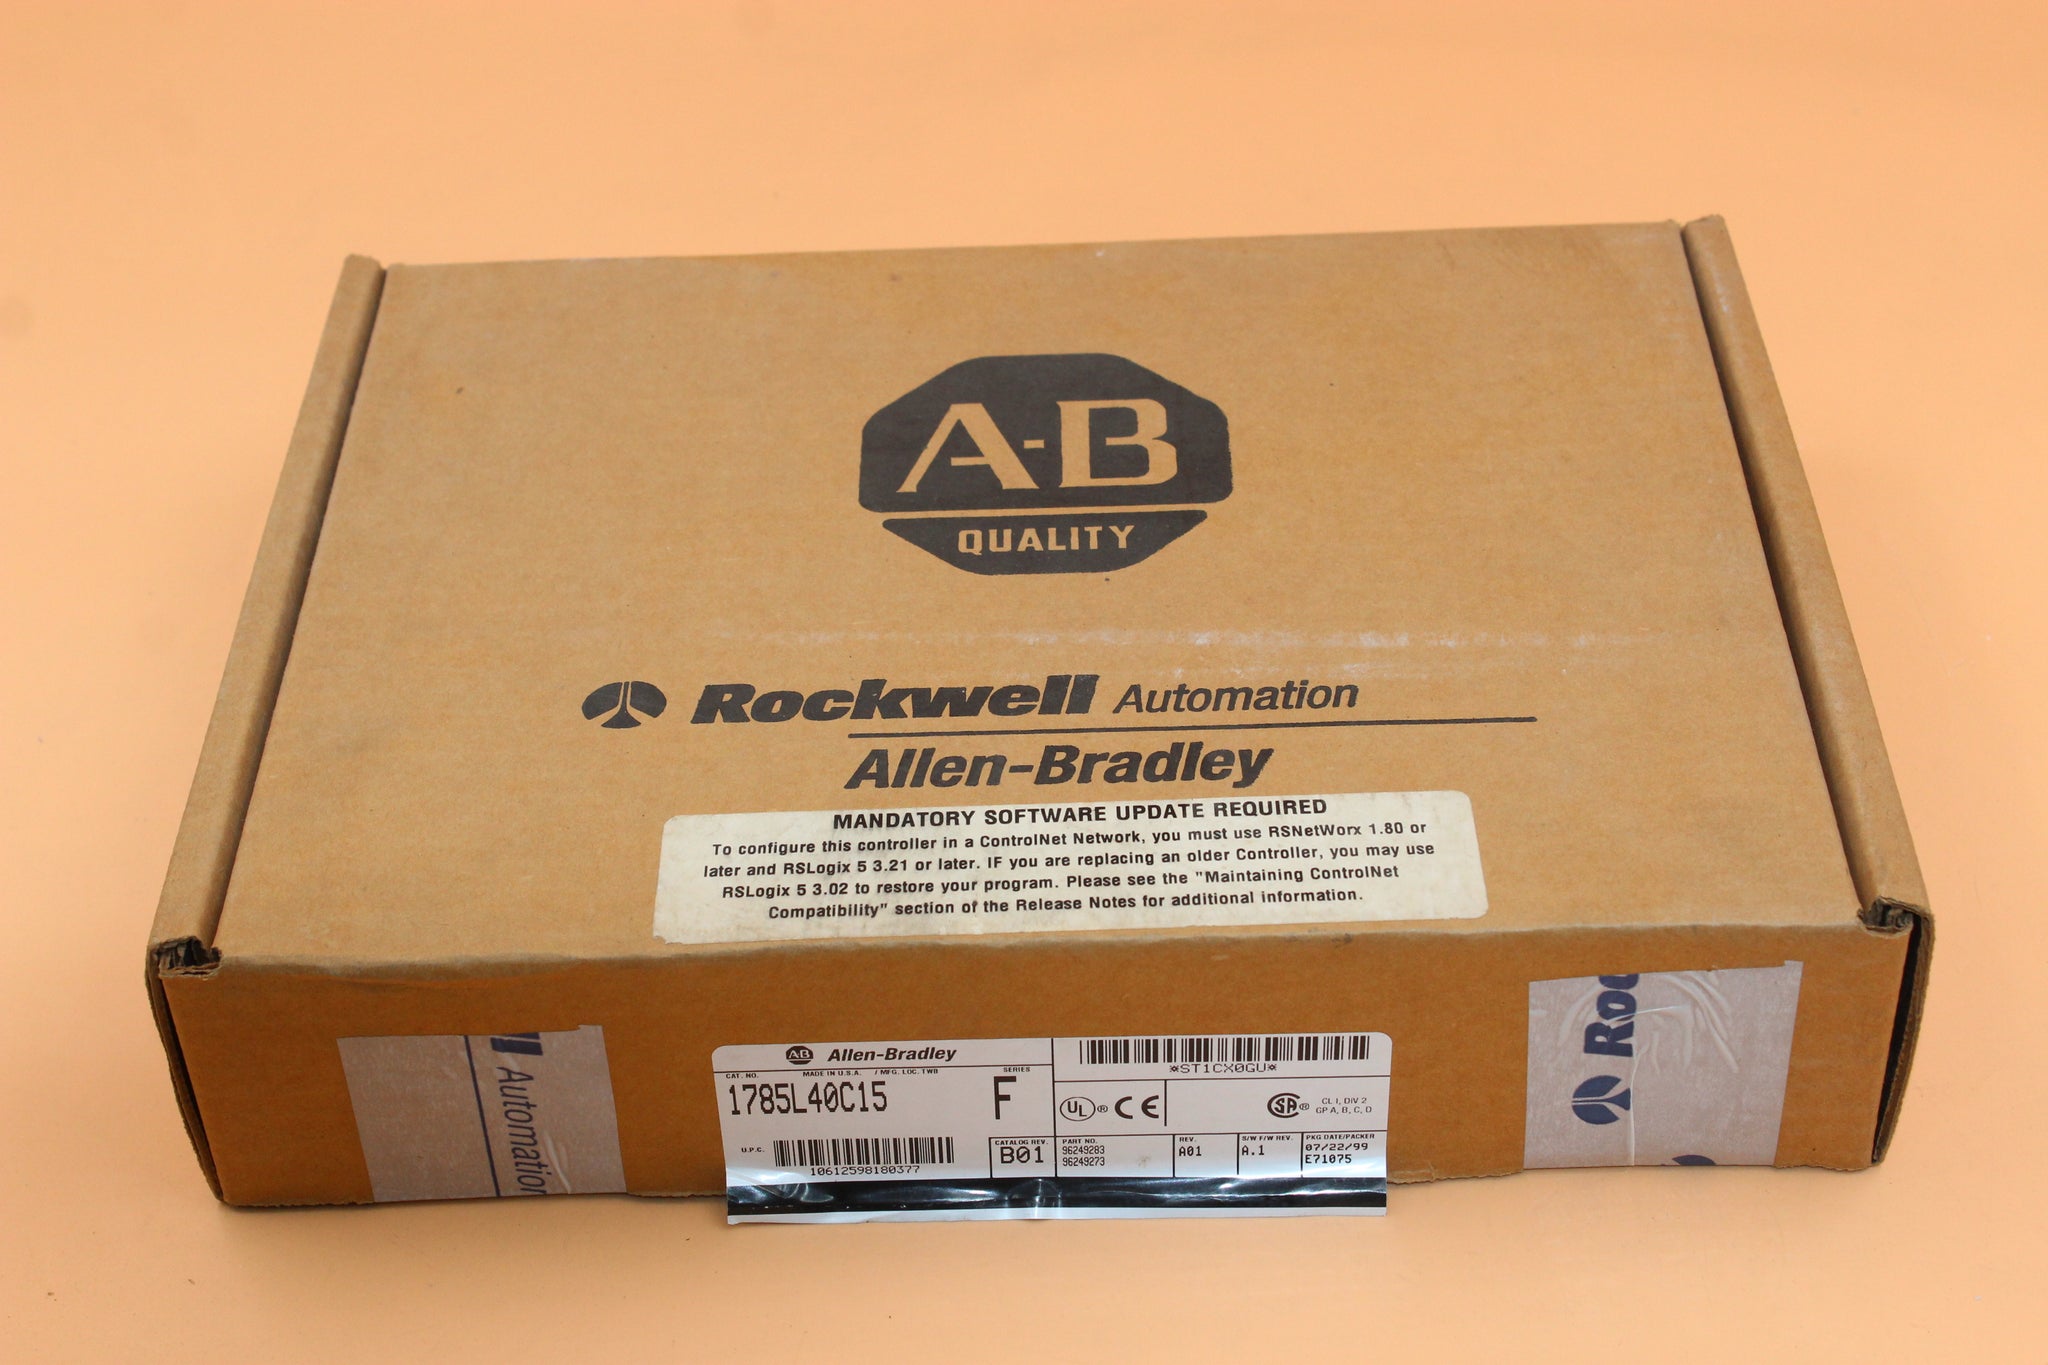 A-B
QUALITY
Rockwell Automation
Allen-Bradley
MANDATORY SOFTWARE UPDATE REQUIRED
To configure this controller in a ControlNet Network, you must use RSNetWorx 1.80 or
later and RSLogix 5 3.21 or later. IF you are replacing an older Controller, you may use
RSLogix 5 3.02 to restore your program. Please see the "Maintaining ControlNet
Compatibility" section of the Release Notes for additional information.
Automation
Roc
AB Allen-Bradley
CAT. NO. MADE IN U.S.A. / MFG. LOC. TWB SERIES
1785L40C15 F
U.P.C.
10612598180377
CATALOG REV.
B01
*ST1CX0GU*
UL ® CE
SA ® CL I, DIV 2
GP A, B, C, D
PART NO.
96249283
96249273
REV.
A01
S/W F/W REV.
A.1
PKG DATE/PACKER
07/22/99
E71075